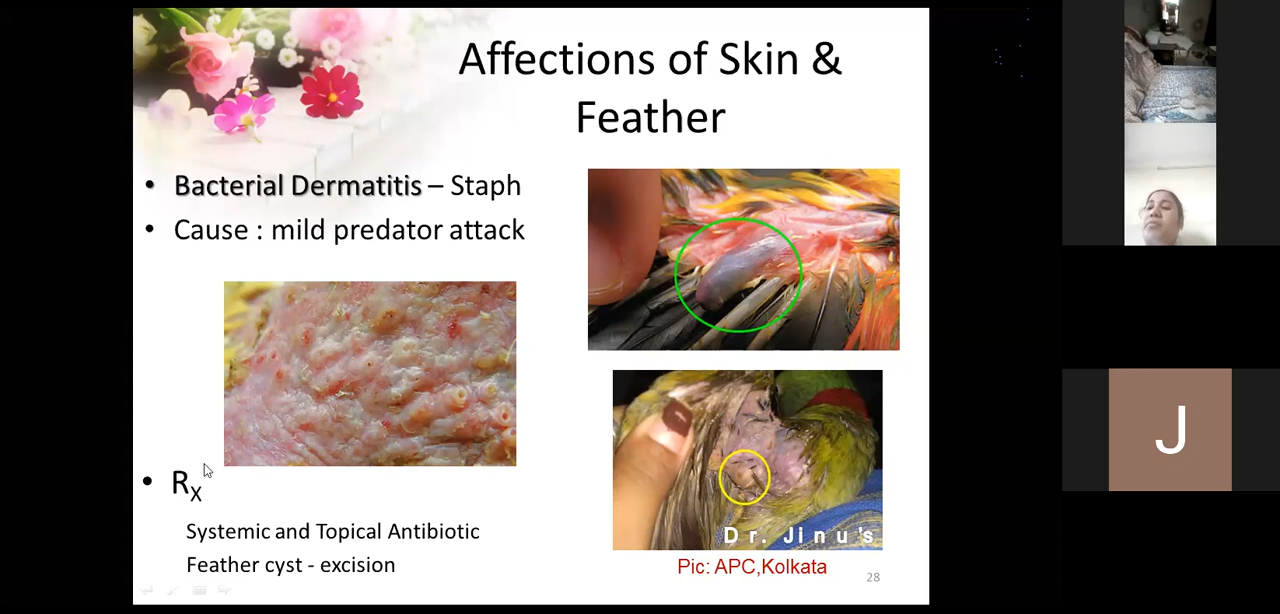 Affections of Skin &
Feather
• Bacterial Dermatitis – Staph
• Cause : mild predator attack
• RX
Systemic and Topical Antibiotic
Feather cyst - excision
Dr. Jinu's
Pic: APC,Kolkata
28
J